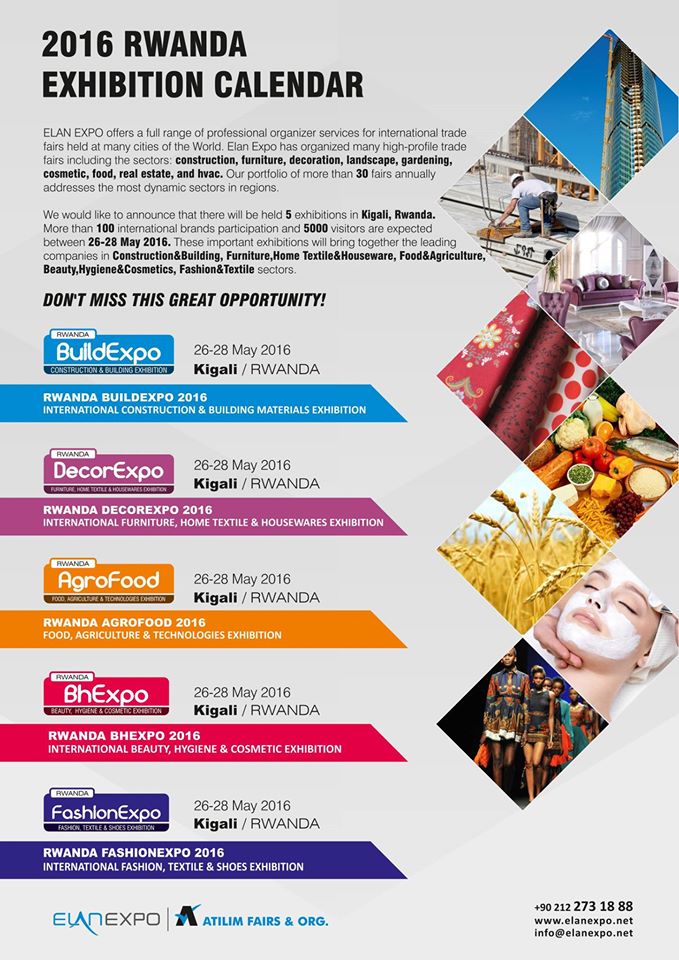 2016 RWANDA
EXHIBITION CALENDAR
ELAN EXPO offers a full range of professional organizer services for international trade
fairs held at many cities of the World. Elan Expo has organized many high-profile trade
fairs including the sectors: construction, furniture, decoration, landscape, gardening,
cosmetic, food, real estate, and hvac. Our portfolio of more than 30 fairs annually
addresses the most dynamic sectors in regions.
We would like to announce that there will be held 5 exhibitions in Kigali, Rwanda.
More than 100 international brands participation and 5000 visitors are expected
between 26-28 May 2016. These important exhibitions will bring together the leading
companies in Construction&Building, Furniture,Home Textile&Houseware, Food&Agriculture,
Beauty,Hygiene&Cosmetics, Fashion&Textile sectors.
DON'T MISS THIS GREAT OPPORTUNITY!
RWANDA
BuildExpo
CONSTRUCTION & BUILDING EXHIBITION
26-28 May 2016
Kigali / RWANDA
RWANDA BUILDEXPO 2016
INTERNATIONAL CONSTRUCTION & BUILDING MATERIALS EXHIBITION
RWANDA
DecorExpo
FURNITURE, HOME TEXTILE & HOUSEWARES EXHIBITION
26-28 May 2016
Kigali / RWANDA
RWANDA DECOREXPO 2016
INTERNATIONAL FURNITURE, HOME TEXTILE & HOUSEWARES EXHIBITION
RWANDA
AgroFood
FOOD, AGRICULTURE & TECHNOLOGIES EXHIBITION
26-28 May 2016
Kigali / RWANDA
RWANDA AGROFOOD 2016
FOOD, AGRICULTURE & TECHNOLOGIES EXHIBITION
RWANDA
BhExpo
BEAUTY, HYGIENE & COSMETIC EXHIBITION
26-28 May 2016
Kigali / RWANDA
RWANDA BHEXPO 2016
INTERNATIONAL BEAUTY, HYGIENE & COSMETIC EXHIBITION
RWANDA
FashionExpo
FASHION, TEXTILE & SHOES EXHIBITION
26-28 May 2016
Kigali / RWANDA
RWANDA FASHIONEXPO 2016
INTERNATIONAL FASHION, TEXTILE & SHOES EXHIBITION
ELANEXPO
ATILIM FAIRS & ORG.
+90 212 273 18 88
www.elanexpo.net
info@elanexpo.net